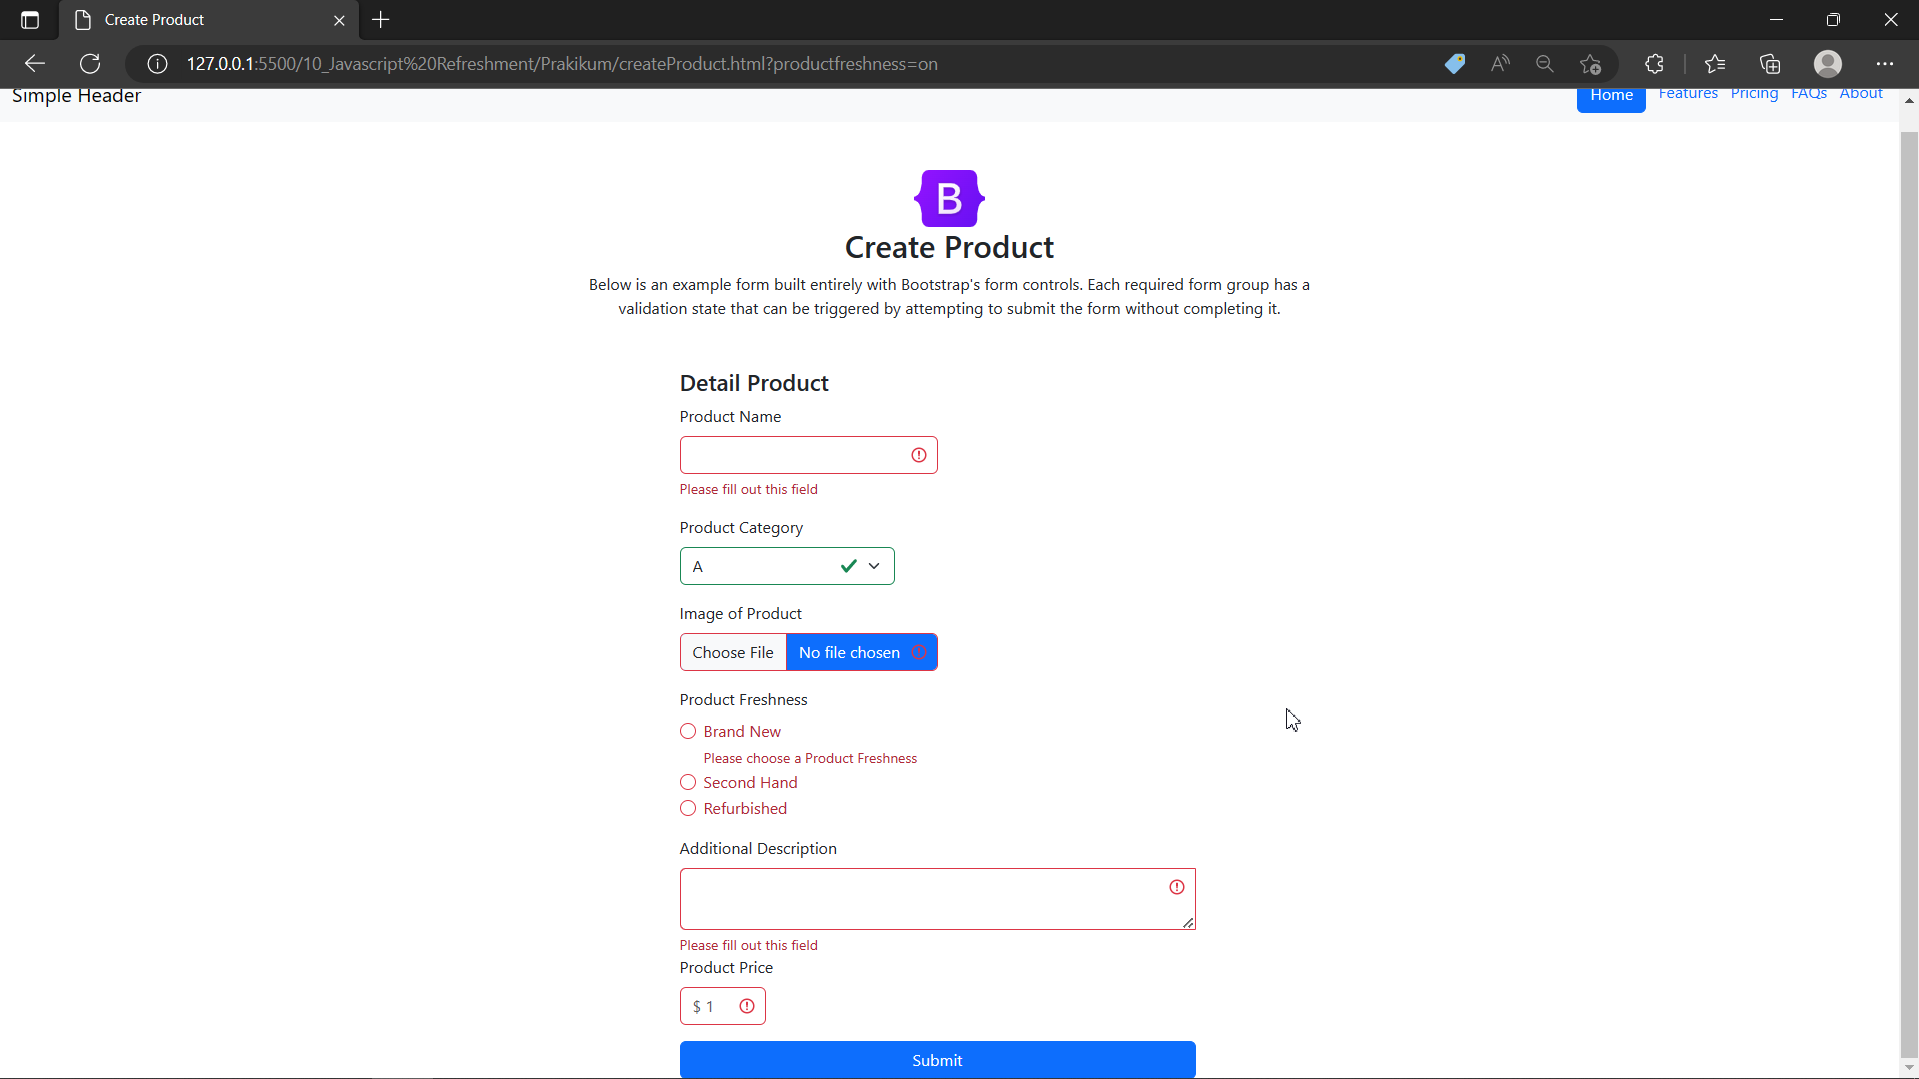 Create Product
127.0.0.1:5500/10_Javascript%20Refreshment/Prakikum/createProduct.html?productfreshness=on
Simple Header
Home Features Pricing FAQs About
B
Create Product
Below is an example form built entirely with Bootstrap's form controls. Each required form group has a
validation state that can be triggered by attempting to submit the form without completing it.
Detail Product
Product Name
Please fill out this field
Product Category
A
Image of Product
Choose File No file chosen
Product Freshness
Brand New
Please choose a Product Freshness
Second Hand
Refurbished
Additional Description
Please fill out this field
Product Price
$ 1
Submit